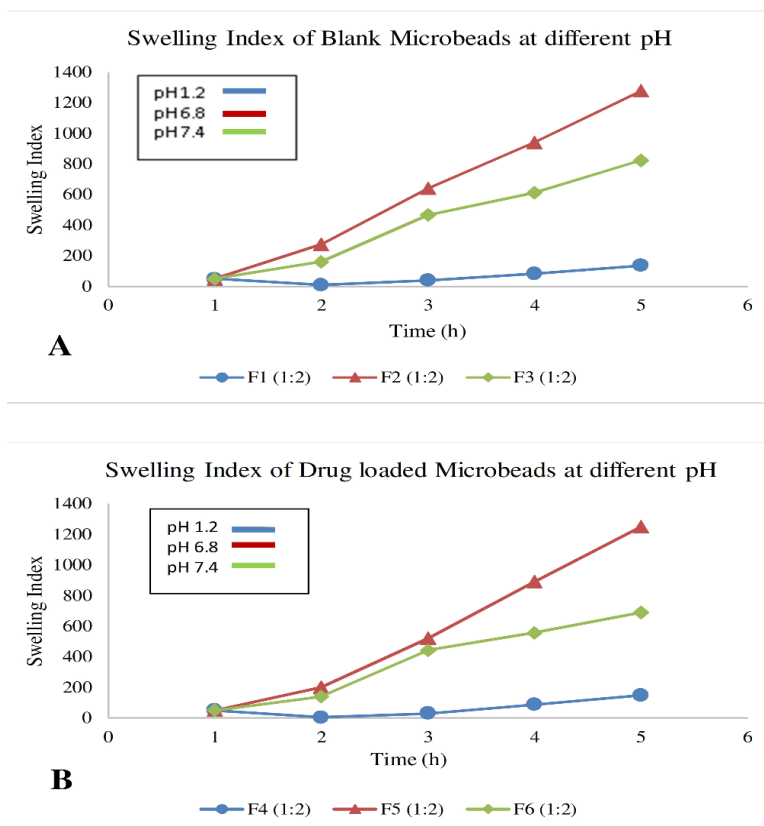 Swelling Index of Blank Microbeads at different pH
1400
1200
1000
800
600
400
200
0
pH1.2
pH6.8
pH7.4
Swelling Index
0 1 2 3 4 5 6
Time (h)
A
F1 (1:2) F2 (1:2) F3 (1:2)
Swelling Index of Drug loaded Microbeads at different pH
1400
1200
1000
800
600
400
200
0
pH 1.2
pH 6.8
pH 7.4
Swelling Index
0 1 2 3 4 5 6
Time (h)
B
F4 (1:2) F5 (1:2) F6 (1:2)